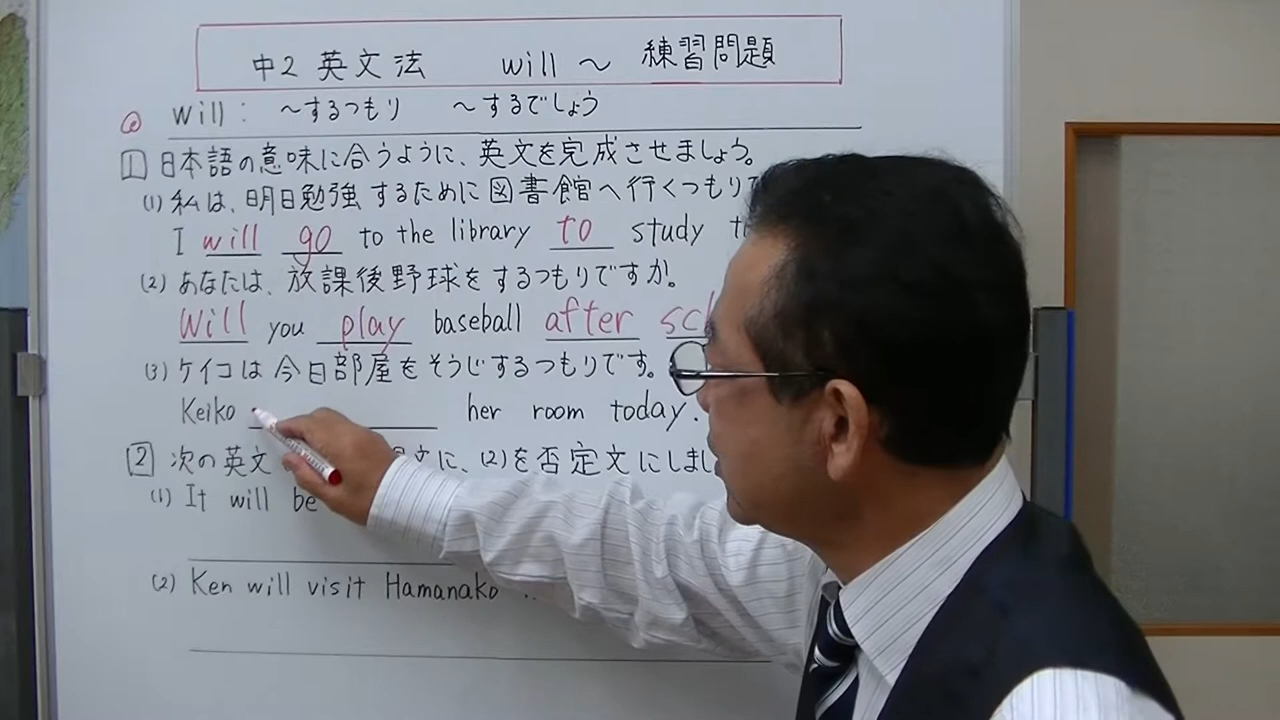 中2 英文法 will ～ 練習問題
will : ～するつもり ～するでしょう
1 日本語の意味に合うように、英文を完成させましょう。
(1) 私は、明日勉強するために図書館へ行くつもり
I will go to the library to study
(2) あなたは、放課後野球をするつもりですか。
Will you play baseball after
(3) ケイコは今日部屋をそうじするつもりです。
Keiko her room today.
2 次の英文 に、(2)を否定文にしまし
(1) It will be
(2) Ken will visit Hamanako